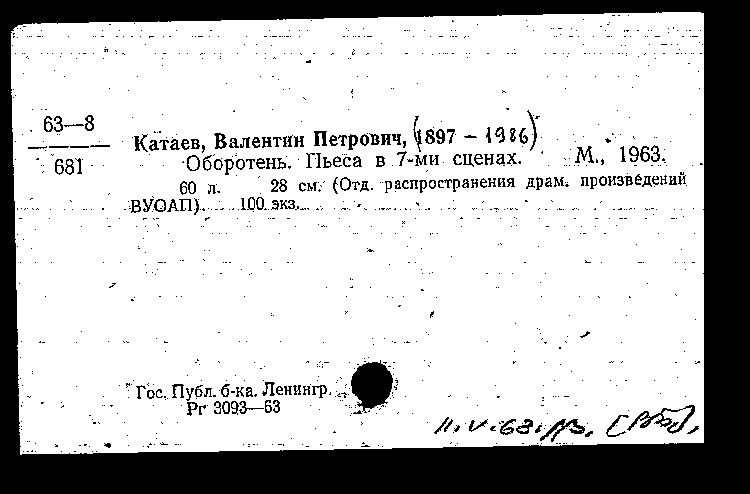 63—8
681
Катаев, Валентин Петрович, (1897 – 1986)
Оборотень. Пьеса в 7-ми сценах. М., 1963.
60 л. 28 см. (Отд. распространения драм. произведений
ВУОАП). 100 экз.
Гос. Публ. б-ка. Ленингр.
Рг 3093—63
11.V.63.